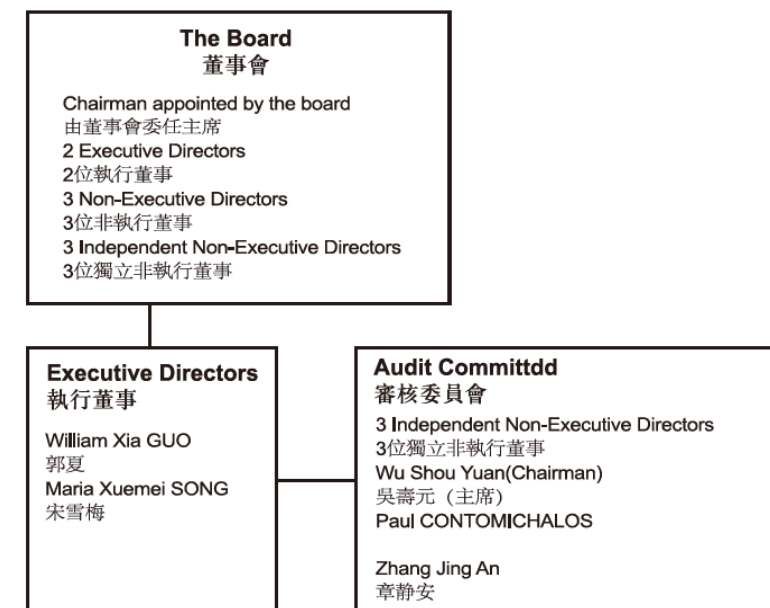 The Board
董事會
Chairman appointed by the board
由董事會委任主席
2 Executive Directors
2位執行董事
3 Non-Executive Directors
3位非執行董事
3 Independent Non-Executive Directors
3位獨立非執行董事
Executive Directors
執行董事
William Xia GUO
郭夏
Maria Xuemei SONG
宋雪梅
Audit Committdd
審核委員會
3 Independent Non-Executive Directors
3位獨立非執行董事
Wu Shou Yuan(Chairman)
吳壽元 (主席)
Paul CONTOMICHALOS
Zhang Jing An
章静安